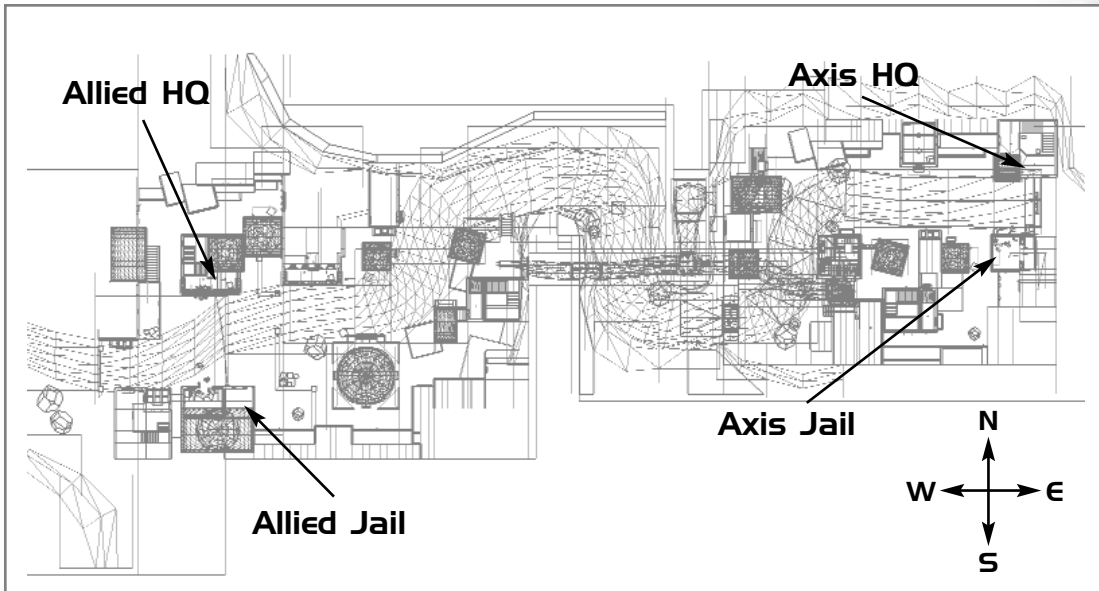 Allied HQ
Axis HQ
Axis Jail
Allied Jail
N
W E
S